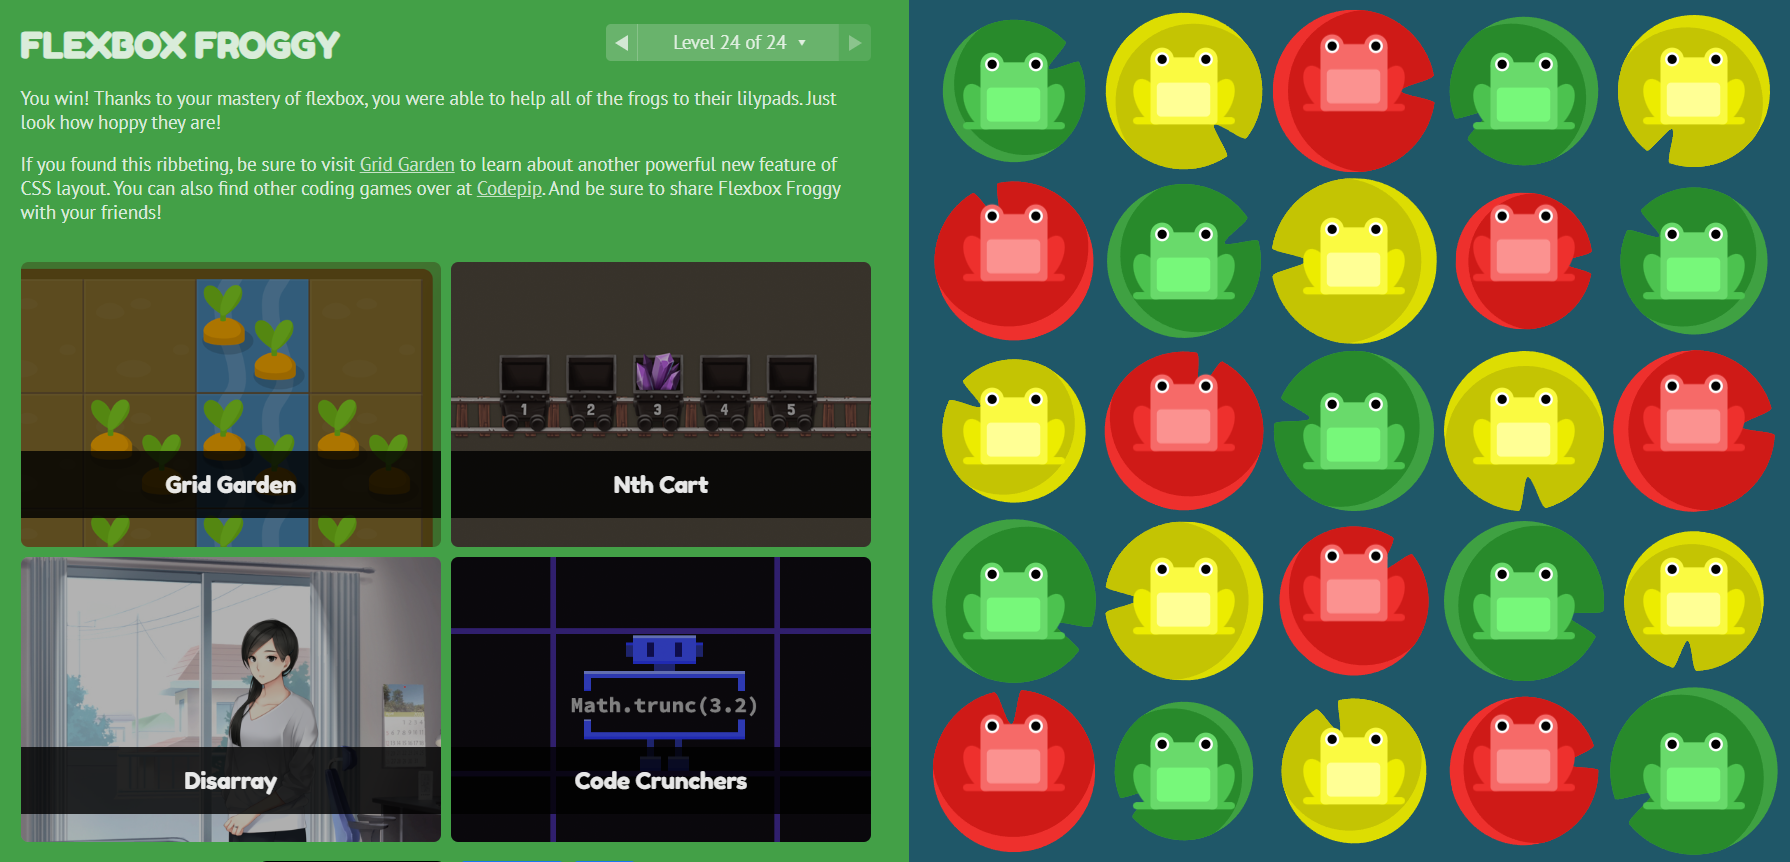 FLEXBOX FROGGY
◀ Level 24 of 24 ▼ ▶
You win! Thanks to your mastery of flexbox, you were able to help all of the frogs to their lilypads. Just
look how hoppy they are!
If you found this ribbeting, be sure to visit Grid Garden to learn about another powerful new feature of
CSS layout. You can also find other coding games over at Codepip. And be sure to share Flexbox Froggy
with your friends!
1 2 3 4 5
Grid Garden
Nth Cart
Math.trunc(3.2)
Disarray
Code Crunchers